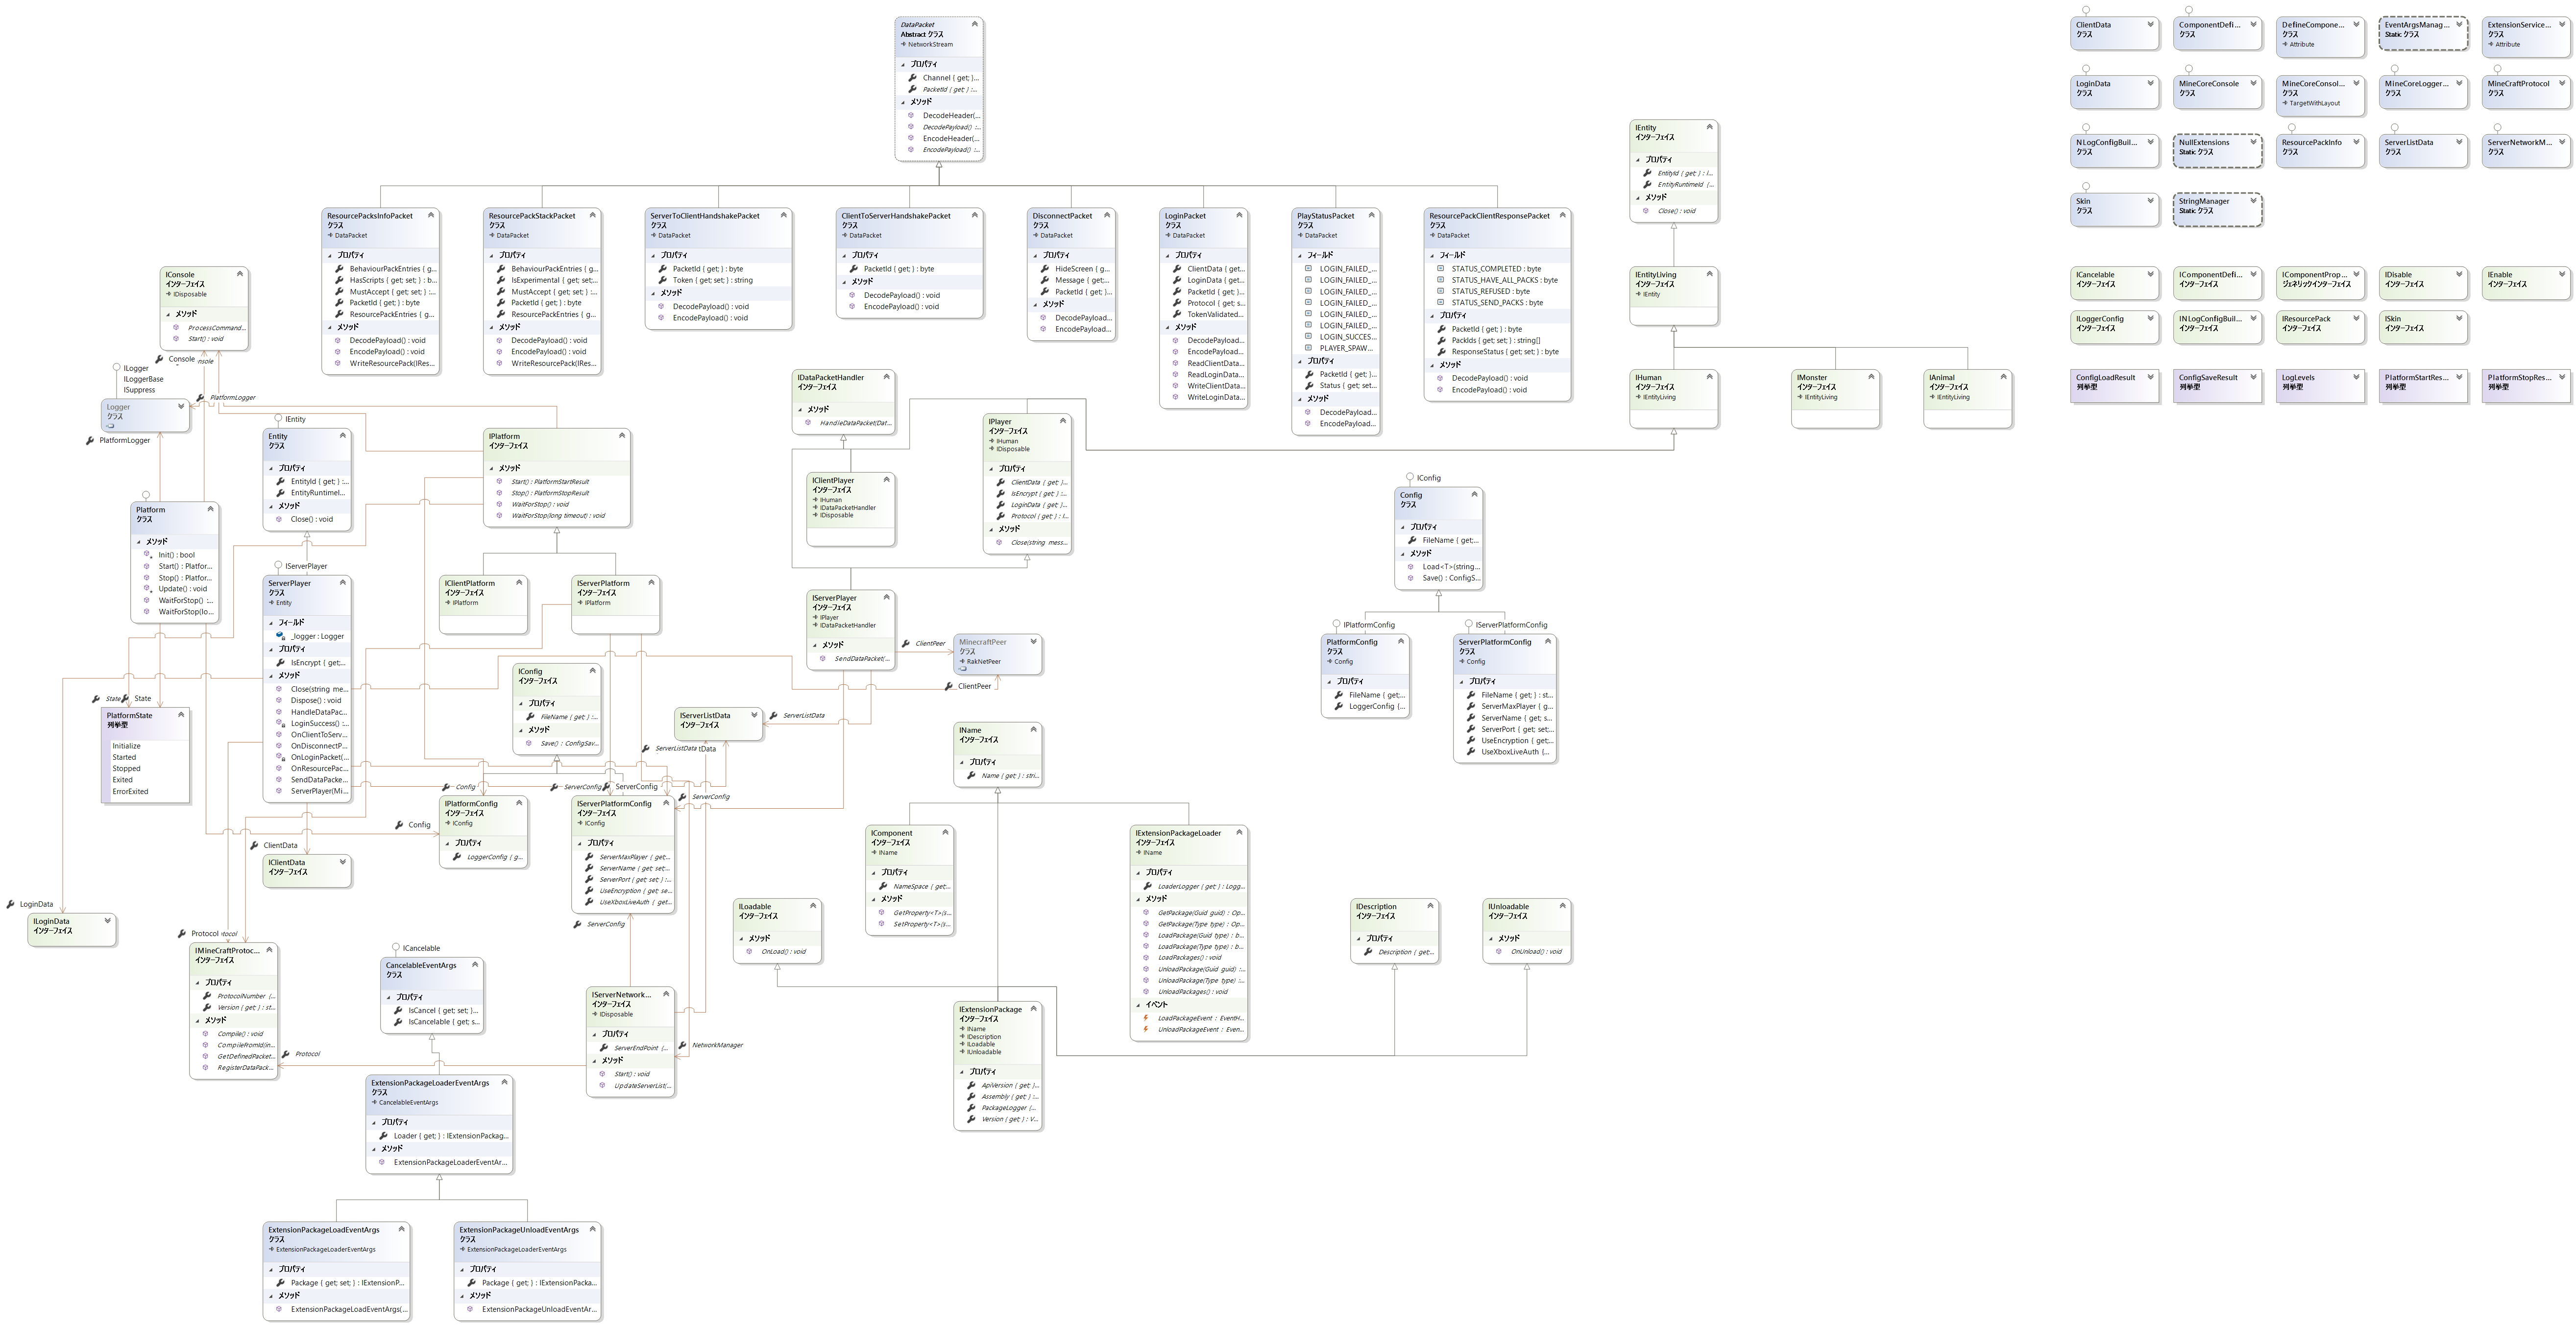 DataPacket
Abstract クラス
NetworkStream
プロパティ
Channel { get; }...
PacketId { get; } :...
メソッド
DecodeHeader(...
DecodePayload() :...
EncodeHeader(...
EncodePayload() :...
ResourcePacksInfoPacket
クラス
DataPacket
プロパティ
BehaviourPackEntries { g...
HasScripts { get; set; } : b...
MustAccept { get; set; } :...
PacketId { get; } : byte
ResourcePackEntries { g...
メソッド
DecodePayload() : void
EncodePayload() : void
WriteResourcePack(IRes...
ResourcePackStackPacket
クラス
DataPacket
プロパティ
BehaviourPackEntries { g...
IsExperimental { get; set;...
MustAccept { get; set; } :...
PacketId { get; } : byte
ResourcePackEntries { g...
メソッド
DecodePayload() : void
EncodePayload() : void
WriteResourcePack(IRes...
ServerToClientHandshakePacket
クラス
DataPacket
プロパティ
PacketId { get; } : byte
Token { get; set; } : string
メソッド
DecodePayload() : void
EncodePayload() : void
ClientToServerHandshakePacket
クラス
DataPacket
プロパティ
PacketId { get; } : byte
メソッド
DecodePayload() : void
EncodePayload() : void
DisconnectPacket
クラス
DataPacket
プロパティ
HideScreen { g...
Message { get;...
PacketId { get; }...
メソッド
DecodePayload...
EncodePayload...
LoginPacket
クラス
DataPacket
プロパティ
ClientData { get...
LoginData { get...
PacketId { get; }...
Protocol { get; s...
TokenValidated...
メソッド
DecodePayload...
EncodePayload...
ReadClientData...
ReadLoginData...
WriteClientData...
WriteLoginData...
PlayStatusPacket
クラス
DataPacket
フィールド
LOGIN_FAILED_...
LOGIN_FAILED_...
LOGIN_FAILED_...
LOGIN_FAILED_...
LOGIN_FAILED_...
LOGIN_FAILED_...
LOGIN_SUCCES...
PLAYER_SPAW...
プロパティ
PacketId { get; }...
Status { get; set...
メソッド
DecodePayload...
EncodePayload...
ResourcePackClientResponsePacket
クラス
DataPacket
フィールド
STATUS_COMPLETED : byte
STATUS_HAVE_ALL_PACKS : byte
STATUS_REFUSED : byte
STATUS_SEND_PACKS : byte
プロパティ
PacketId { get; } : byte
PackIds { get; set; } : string[]
ResponseStatus { get; set; } : byte
メソッド
DecodePayload() : void
EncodePayload() : void
IEntity
インターフェイス
プロパティ
EntityId { get; } : l...
EntityRuntimeId {...
メソッド
Close() : void
IEntityLiving
インターフェイス
IEntity
IHuman
インターフェイス
IEntityLiving
IMonster
インターフェイス
IEntityLiving
IAnimal
インターフェイス
IEntityLiving
ClientData
クラス
ComponentDefi...
クラス
DefineCompone...
クラス
Attribute
EventArgsManag...
Static クラス
ExtensionService...
クラス
Attribute
LoginData
クラス
MineCoreConsole
クラス
MineCoreConsol...
クラス
TargetWithLayout
MineCoreLogger...
クラス
MineCraftProtocol
クラス
NLogConfigBuil...
クラス
NullExtensions
Static クラス
ResourcePackInfo
クラス
ServerListData
クラス
ServerNetworkM...
クラス
Skin
クラス
StringManager
Static クラス
ICancelable
インターフェイス
IComponentDefi...
インターフェイス
IComponentProp...
ジェネリックインターフェイス
IDisable
インターフェイス
IEnable
インターフェイス
ILoggerConfig
インターフェイス
INLogConfigBuil...
インターフェイス
IResourcePack
インターフェイス
ISkin
インターフェイス
ConfigLoadResult
列挙型
ConfigSaveResult
列挙型
LogLevels
列挙型
PlatformStartRes...
列挙型
PlatformStopRes...
列挙型
IConsole
インターフェイス
IDisposable
メソッド
ProcessCommand...
Start() : void
Console
nsole
ILogger
ILoggerBase
ISuppress
Logger
クラス
PlatformLogger
PlatformLogger
IEntity
Entity
クラス
プロパティ
EntityId { get; } :...
EntityRuntimeI...
メソッド
Close() : void
IPlatform
インターフェイス
メソッド
Start() : PlatformStartResult
Stop() : PlatformStopResult
WaitForStop() : void
WaitForStop(long timeout) : void
Platform
クラス
メソッド
Init() : bool
Start() : Platfor...
Stop() : Platfor...
Update() : void
WaitForStop() :...
WaitForStop(lo...
IServerPlayer
ServerPlayer
クラス
Entity
フィールド
_logger : Logger
プロパティ
IsEncrypt { get;...
メソッド
Close(string me...
Dispose() : void
HandleDataPac...
LoginSuccess() :...
OnClientToServ...
OnDisconnectP...
OnLoginPacket(...
OnResourcePac...
SendDataPacke...
ServerPlayer(Mi...
IClientPlatform
インターフェイス
IPlatform
IServerPlatform
インターフェイス
IPlatform
IDataPacketHandler
インターフェイス
メソッド
HandleDataPacket(Dat...
IClientPlayer
インターフェイス
IHuman
IDataPacketHandler
IDisposable
IPlayer
インターフェイス
IHuman
IDisposable
プロパティ
ClientData { get; }...
IsEncrypt { get; } :...
LoginData { get; }...
Protocol { get; } : I...
メソッド
Close(string mess...
IServerPlayer
インターフェイス
IPlayer
IDataPacketHandler
メソッド
SendDataPacket(...
ClientPeer
MinecraftPeer
クラス
RakNetPeer
ClientPeer
IConfig
Config
クラス
プロパティ
FileName { get;...
メソッド
Load<T>(string...
Save() : ConfigS...
IPlatformConfig
PlatformConfig
クラス
Config
プロパティ
FileName { get;...
LoggerConfig {...
IServerPlatformConfig
ServerPlatformConfig
クラス
Config
プロパティ
FileName { get; } : st...
ServerMaxPlayer { g...
ServerName { get; s...
ServerPort { get; set;...
UseEncryption { get;...
UseXboxLiveAuth {...
State
State
PlatformState
列挙型
Initialize
Started
Stopped
Exited
ErrorExited
IConfig
インターフェイス
プロパティ
FileName { get; } :...
メソッド
Save() : ConfigSav...
IServerListData
インターフェイス
ServerListData
ServerListData
tData
Config
ServerConfig
ServerConfig
ServerConfig
Config
IPlatformConfig
インターフェイス
IConfig
プロパティ
LoggerConfig { g...
IServerPlatformConfig
インターフェイス
IConfig
プロパティ
ServerMaxPlayer { get;...
ServerName { get; set;...
ServerPort { get; set; } :...
UseEncryption { get; se...
UseXboxLiveAuth { get;...
ClientData
IClientData
インターフェイス
LoginData
ILoginData
インターフェイス
Protocol
otocol
IMineCraftProtoc...
インターフェイス
プロパティ
ProtocolNumber {...
Version { get; } : st...
メソッド
Compile() : void
CompileFromId(in...
GetDefinedPacket...
RegisterDataPack...
Protocol
ServerConfig
IServerNetwork...
インターフェイス
IDisposable
プロパティ
ServerEndPoint {...
メソッド
Start() : void
UpdateServerList(...
NetworkManager
IName
インターフェイス
プロパティ
Name { get; } : stri...
IComponent
インターフェイス
IName
プロパティ
NameSpace { get;...
メソッド
GetProperty<T>(s...
SetProperty<T>(s...
IExtensionPackageLoader
インターフェイス
IName
プロパティ
LoaderLogger { get; } : Logg...
メソッド
GetPackage(Guid guid) : Op...
GetPackage(Type type) : Op...
LoadPackage(Guid type) : b...
LoadPackage(Type type) : b...
LoadPackages() : void
UnloadPackage(Guid guid) :...
UnloadPackage(Type type) :...
UnloadPackages() : void
イベント
LoadPackageEvent : EventH...
UnloadPackageEvent : Even...
ILoadable
インターフェイス
メソッド
OnLoad() : void
IDescription
インターフェイス
プロパティ
Description { get;...
IUnloadable
インターフェイス
メソッド
OnUnload() : void
IExtensionPackage
インターフェイス
IName
IDescription
ILoadable
IUnloadable
プロパティ
ApiVersion { get; }...
Assembly { get; } :...
PackageLogger {...
Version { get; } : V...
ICancelable
CancelableEventArgs
クラス
プロパティ
IsCancel { get; set; }...
IsCancelable { get; s...
ExtensionPackageLoaderEventArgs
クラス
CancelableEventArgs
プロパティ
Loader { get; } : IExtensionPackag...
メソッド
ExtensionPackageLoaderEventAr...
ExtensionPackageLoadEventArgs
クラス
ExtensionPackageLoaderEventArgs
プロパティ
Package { get; set; } : IExtensionP...
メソッド
ExtensionPackageLoadEventArgs(...
ExtensionPackageUnloadEventArgs
クラス
ExtensionPackageLoaderEventArgs
プロパティ
Package { get; } : IExtensionPacka...
メソッド
ExtensionPackageUnloadEventAr...